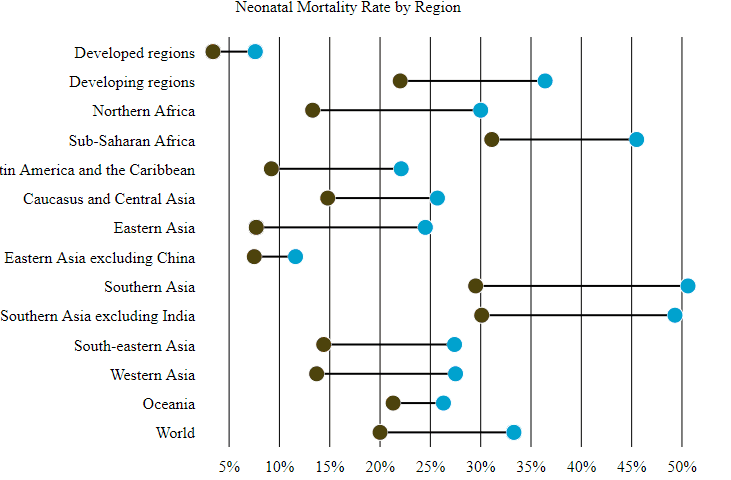 Neonatal Mortality Rate by Region
Developed regions
Developing regions
Northern Africa
Sub-Saharan Africa
tin America and the Caribbean
Caucasus and Central Asia
Eastern Asia
Eastern Asia excluding China
Southern Asia
Southern Asia excluding India
South-eastern Asia
Western Asia
Oceania
World
5% 10% 15% 20% 25% 30% 35% 40% 45% 50%